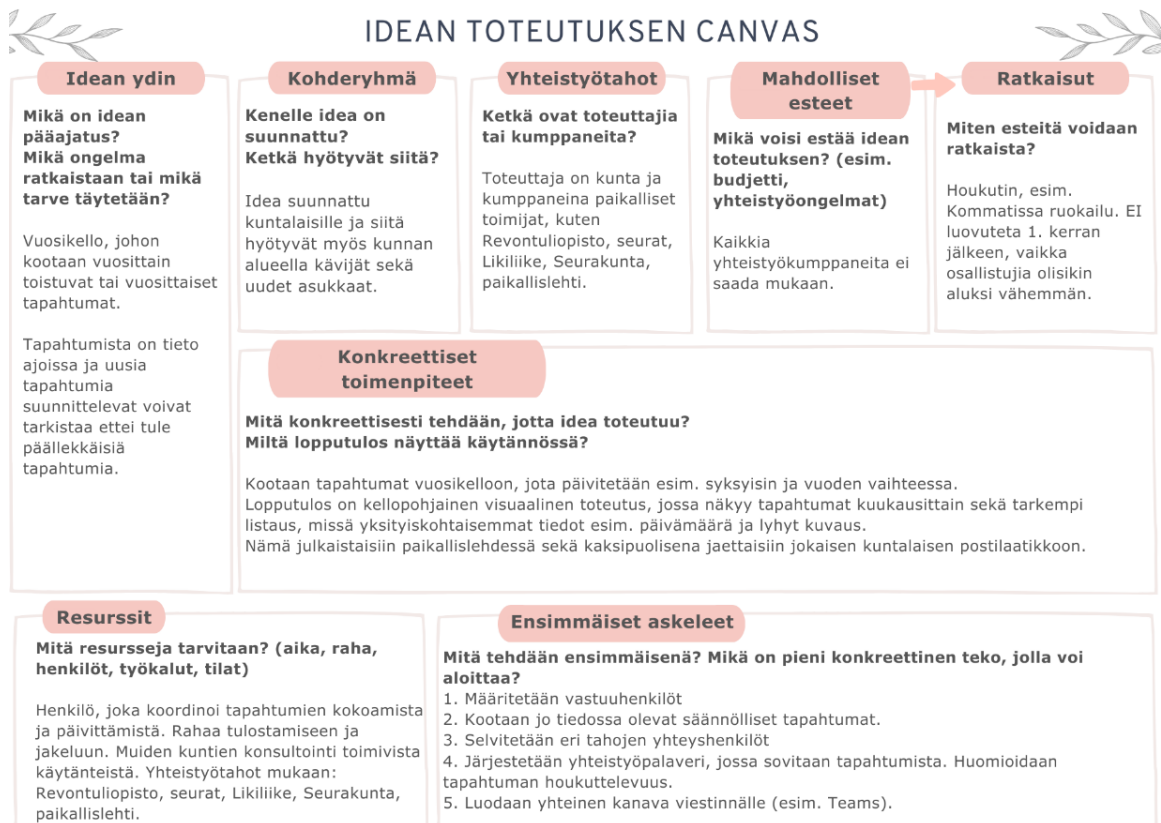 IDEAN TOTEUTUKSEN CANVAS
Idean ydin
Mikä on idean
pääajatus?
Mikä ongelma
ratkaistaan tai mikä
tarve täytetään?
Vuosikello, johon
kootaan vuosittain
toistuvat tai vuosittaiset
tapahtumat.
Tapahtumista on tieto
ajoissa ja uusia
tapahtumia
suunnittelevat voivat
tarkistaa ettei tule
päällekkäisiä
tapahtumia.
Kohderyhmä
Kenelle idea on
suunnattu?
Ketkä hyötyvät siitä?
Idea suunnattu
kuntalaisille ja siitä
hyötyvät myös kunnan
alueella kävijät sekä
uudet asukkaat.
Yhteistyötahot
Ketkä ovat toteuttajia
tai kumppaneita?
Toteuttaja on kunta ja
kumppaneina paikalliset
toimijat, kuten
Revontuliopisto, seurat,
Likiliike, Seurakunta,
paikallislehti.
Mahdolliset
esteet
Mikä voisi estää idean
toteutuksen? (esim.
budjetti,
yhteistyöongelmat)
Kaikkia
yhteistyökumppaneita ei
saada mukaan.
Ratkaisut
Miten esteitä voidaan
ratkaista?
Houkutin, esim.
Kommatissa ruokailu. EI
luovuteta 1. kerran
jälkeen, vaikka
osallistujia olisikin
aluksi vähemmän.
Konkreettiset
toimenpiteet
Mitä konkreettisesti tehdään, jotta idea toteutuu?
Miltä lopputulos näyttää käytännössä?
Kootaan tapahtumat vuosikelloon, jota päivitetään esim. syksyisin ja vuoden vaihteessa.
Lopputulos on kellopohjainen visuaalinen toteutus, jossa näkyy tapahtumat kuukausittain sekä tarkempi
listaus, missä yksityiskohtaisemmat tiedot esim. päivämäärä ja lyhyt kuvaus.
Nämä julkaistaisiin paikallislehdessä sekä kaksipuolisena jaettaisiin jokaisen kuntalaisen postilaatikkoon.
Resurssit
Mitä resursseja tarvitaan? (aika, raha,
henkilöt, työkalut, tilat)
Henkilö, joka koordinoi tapahtumien kokoamista
ja päivittämistä. Rahaa tulostamiseen ja
jakeluun. Muiden kuntien konsultointi toimivista
käytänteistä. Yhteistyötahot mukaan:
Revontuliopisto, seurat, Likiliike, Seurakunta,
paikallislehti.
Ensimmäiset askeleet
Mitä tehdään ensimmäisenä? Mikä on pieni konkreettinen teko, jolla voi
aloittaa?
1. Määritetään vastuuhenkilöt
2. Kootaan jo tiedossa olevat säännölliset tapahtumat.
3. Selvitetään eri tahojen yhteyshenkilöt
4. Järjestetään yhteistyöpalaveri, jossa sovitaan tapahtumista. Huomioidaan
tapahtuman houkuttelevuus.
5. Luodaan yhteinen kanava viestinnälle (esim. Teams).